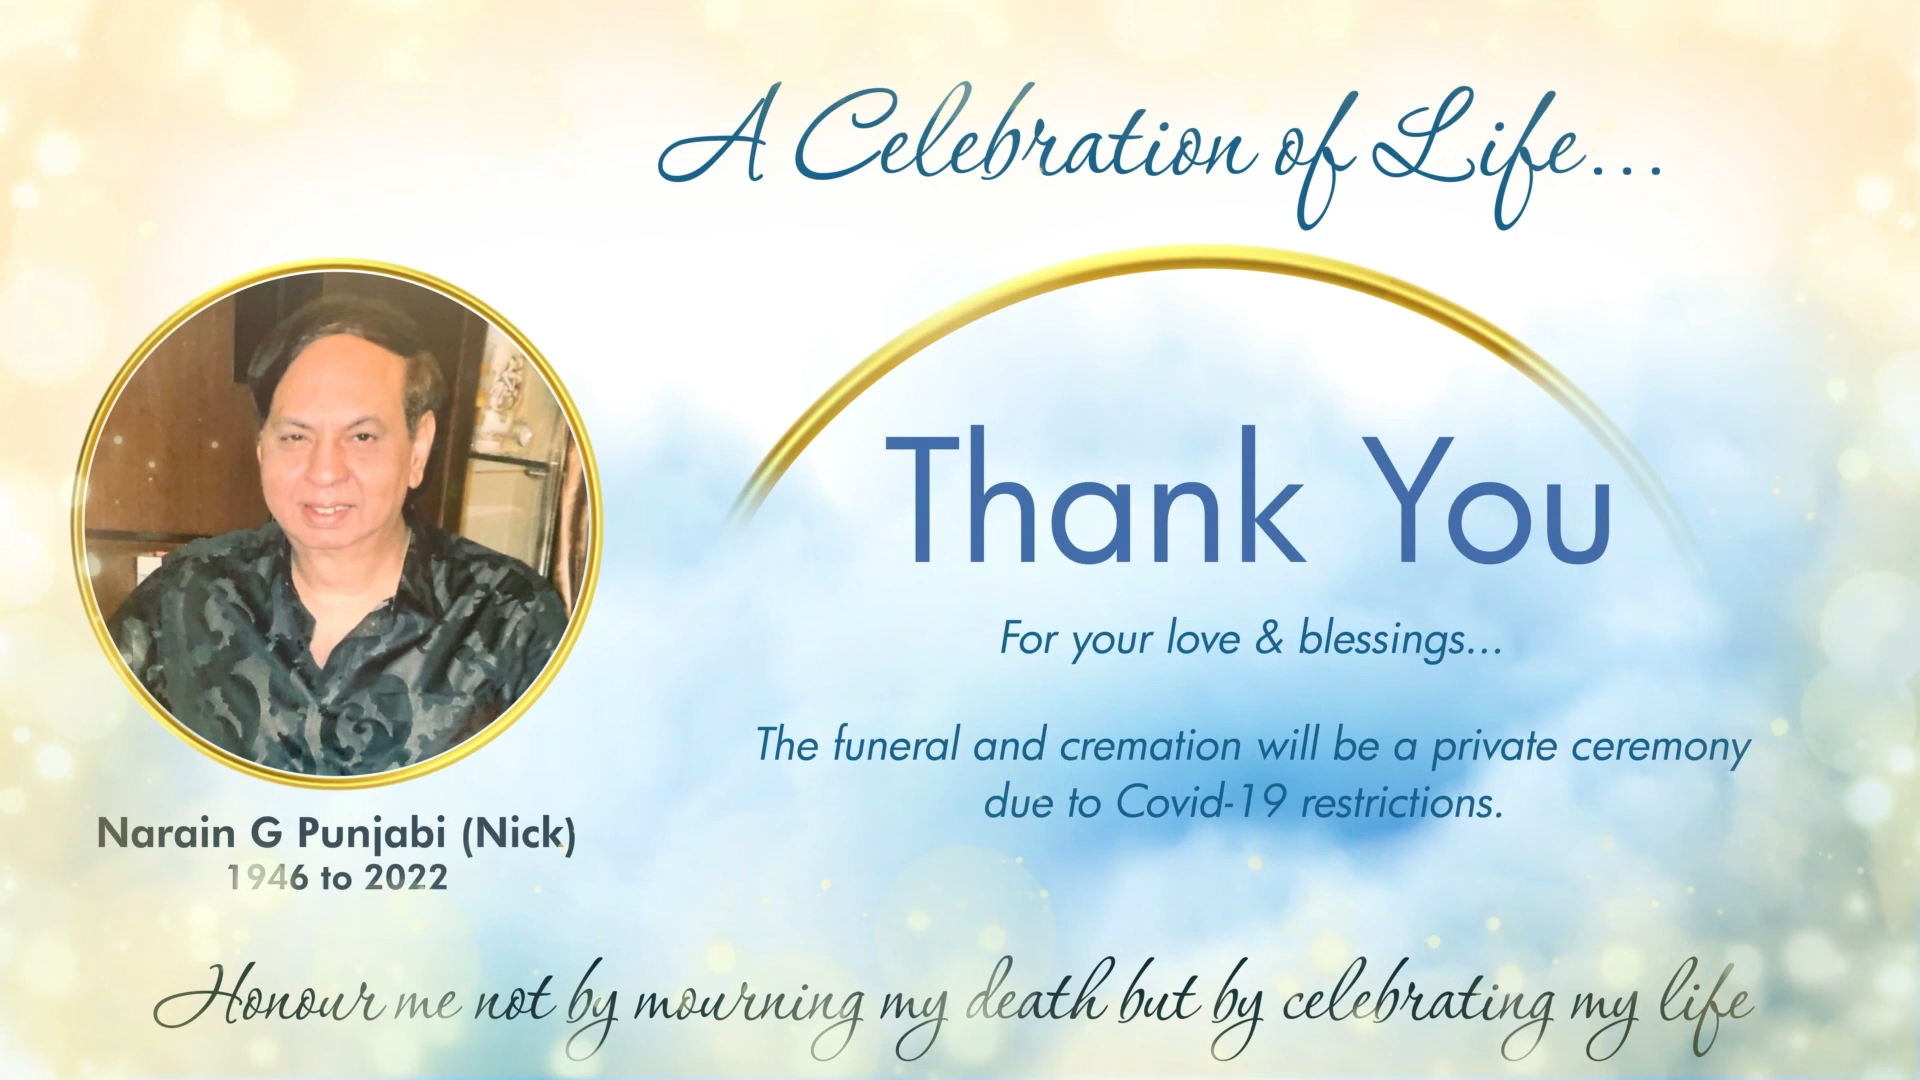 A Celebration of Life...
Thank You
For your love & blessings...
The funeral and cremation will be a private ceremony
due to Covid-19 restrictions.
Narain G Punjabi (Nick)
1946 to 2022
Honour me not by mourning my death but by celebrating my life